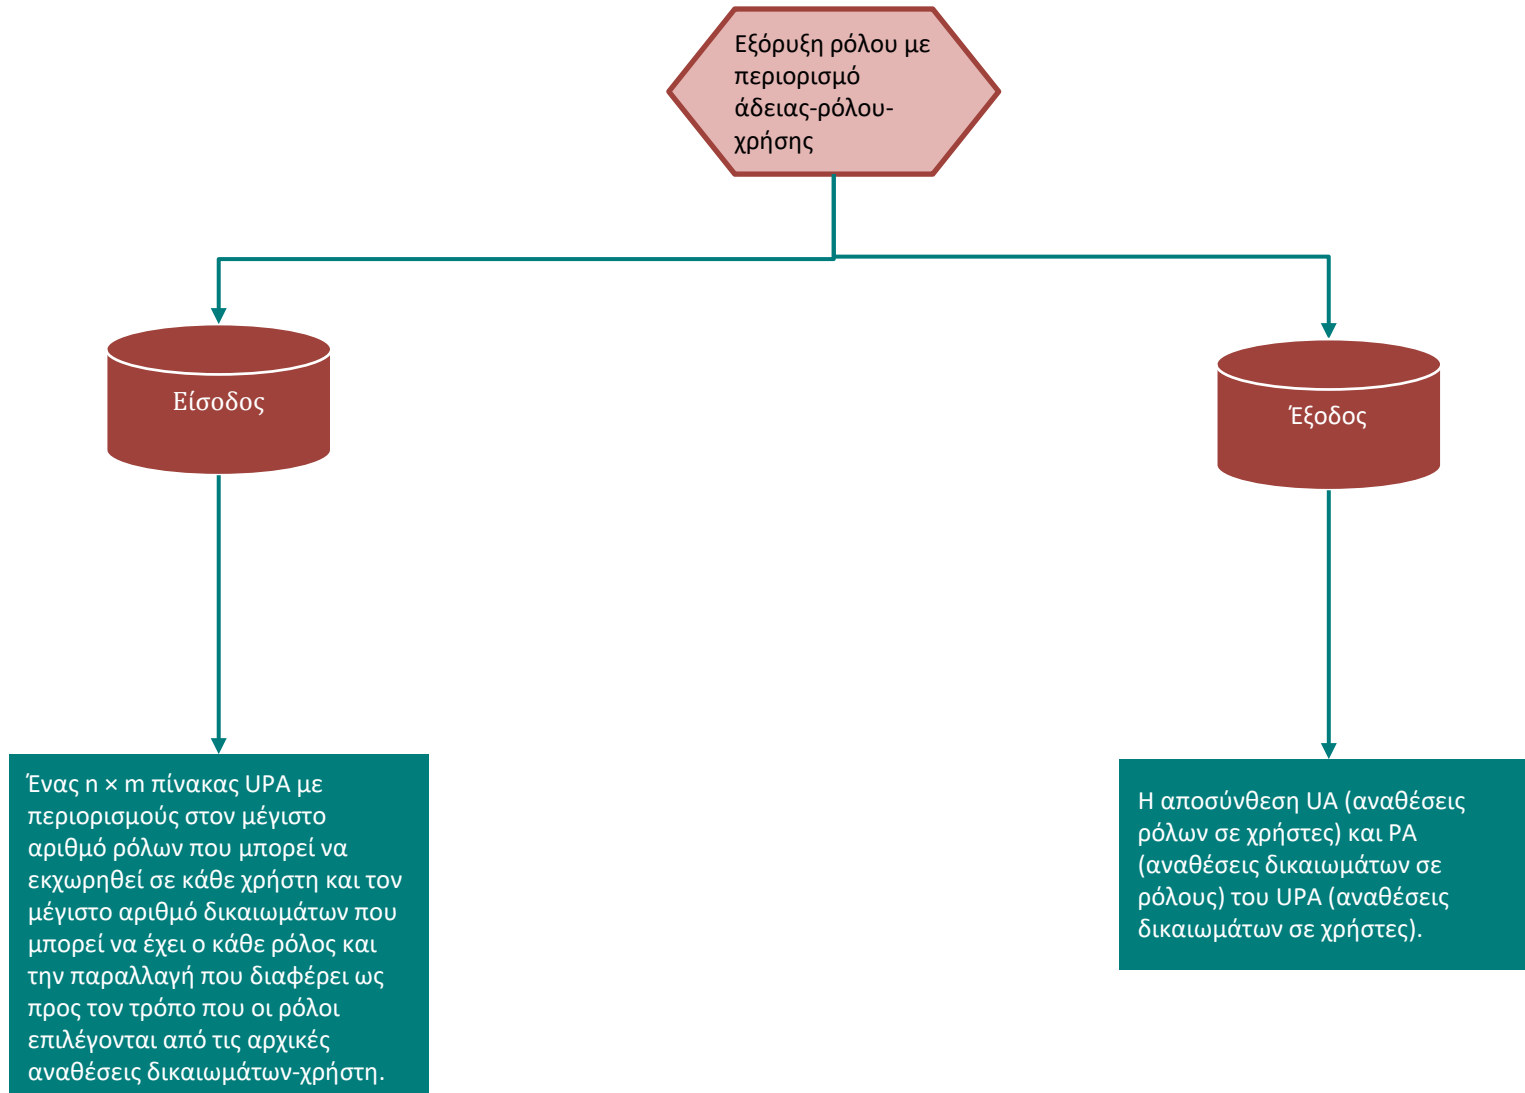 Εξόρυξη ρόλου με
περιορισμό
άδειας-ρόλου-
χρήσης
Είσοδος
Έξοδος
Ένας n × m πίνακας UPA με
περιορισμούς στον μέγιστο
αριθμό ρόλων που μπορεί να
εκχωρηθεί σε κάθε χρήστη και τον
μέγιστο αριθμό δικαιωμάτων που
μπορεί να έχει ο κάθε ρόλος και
την παραλλαγή που διαφέρει ως
προς τον τρόπο που οι ρόλοι
επιλέγονται από τις αρχικές
αναθέσεις δικαιωμάτων-χρήστη.
Η αποσύνθεση UA (αναθέσεις
ρόλων σε χρήστες) και PA
(αναθέσεις δικαιωμάτων σε
ρόλους) του UPA (αναθέσεις
δικαιωμάτων σε χρήστες).